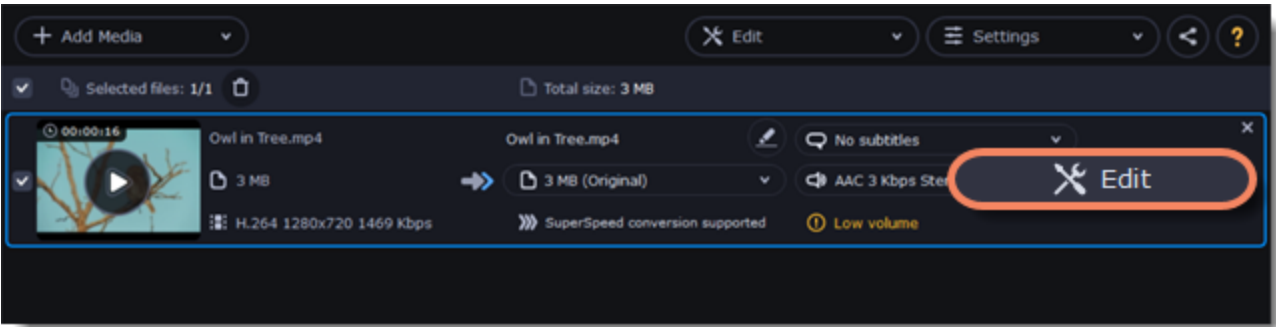 Add Media
Edit
Settings
?
Selected files: 1/1
Total size: 3 MB
00:00:16
Owl in Tree.mp4
Owl in Tree.mp4
No subtitles
3 MB
3 MB (Original)
AAC 3 Kbps Ster
Edit
H.264 1280x720 1469 Kbps
SuperSpeed conversion supported
Low volume